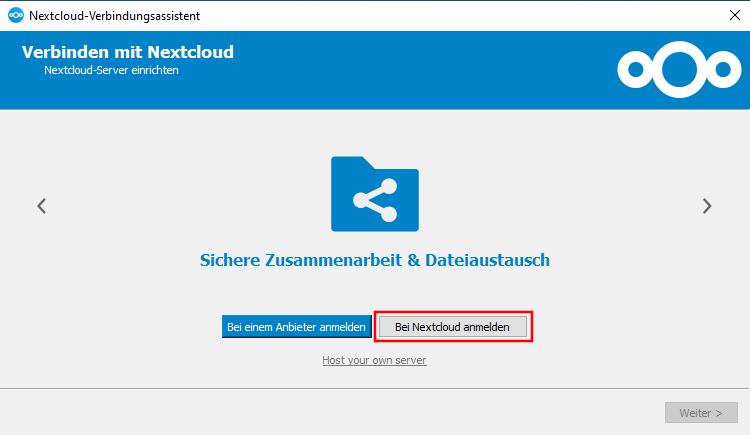 Nextcloud-Verbindungsassistent
Verbinden mit Nextcloud
Nextcloud-Server einrichten
Sichere Zusammenarbeit & Dateiaustausch
Bei einem Anbieter anmelden
Bei Nextcloud anmelden
Host your own server
Weiter >